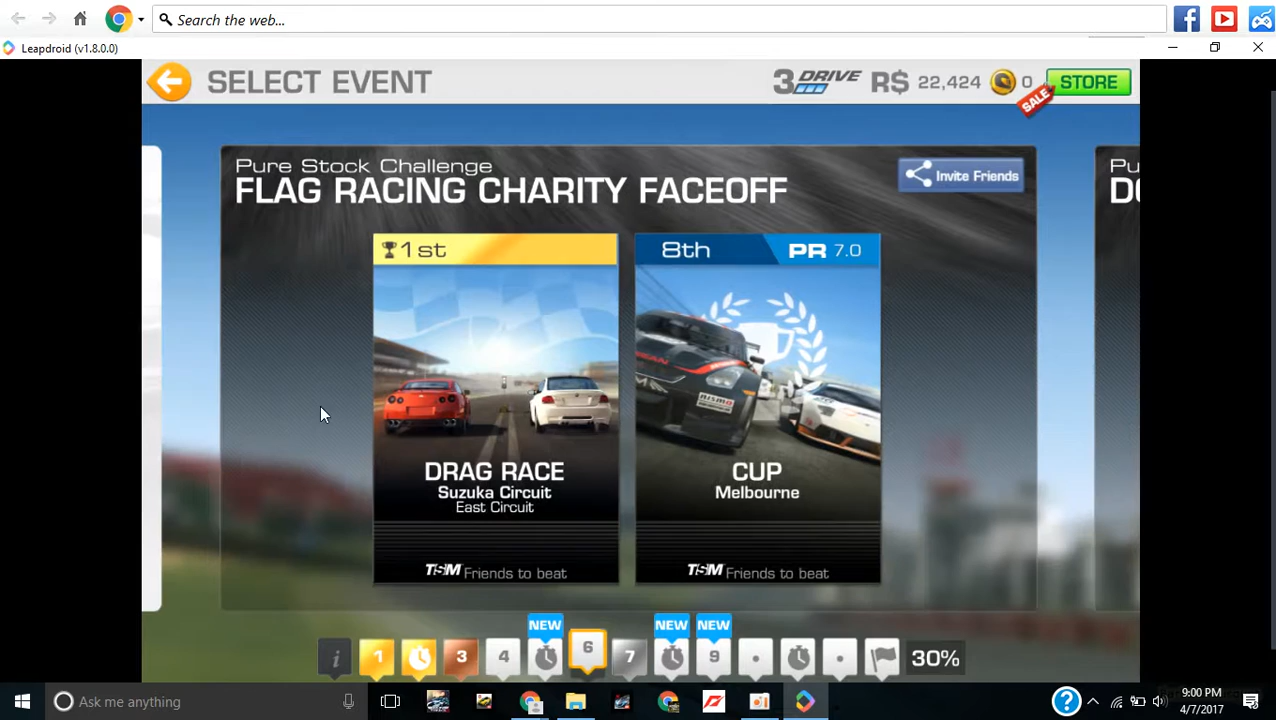 Search the web...
Leapdroid (v1.8.0.0)
SELECT EVENT
3 DRIVE R$ 22,424 0 STORE
SALE
Pure Stock Challenge
FLAG RACING CHARITY FACEOFF
Invite Friends
1st
DRAG RACE
Suzuka Circuit
East Circuit
TSM Friends to beat
8th PR 7.0
NISSAN
NISMO
CUP
Melbourne
TSM Friends to beat
Pu
DO
NEW NEW NEW
i 1 3 4 6 7 9 30%
Ask me anything
9:00 PM
4/7/2017